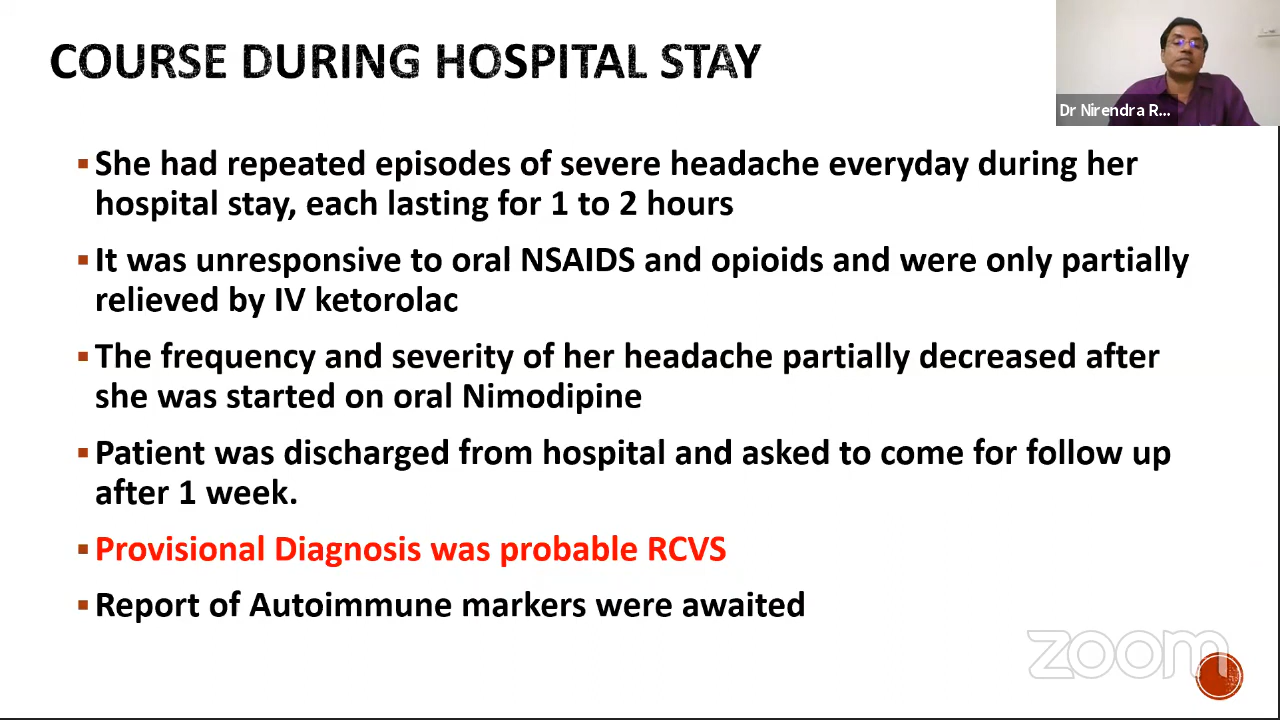 COURSE DURING HOSPITAL STAY
Dr Nirendra R...
▪ She had repeated episodes of severe headache everyday during her
hospital stay, each lasting for 1 to 2 hours
▪ It was unresponsive to oral NSAIDS and opioids and were only partially
relieved by IV ketorolac
▪ The frequency and severity of her headache partially decreased after
she was started on oral Nimodipine
▪ Patient was discharged from hospital and asked to come for follow up
after 1 week.
▪ Provisional Diagnosis was probable RCVS
▪ Report of Autoimmune markers were awaited
zoom